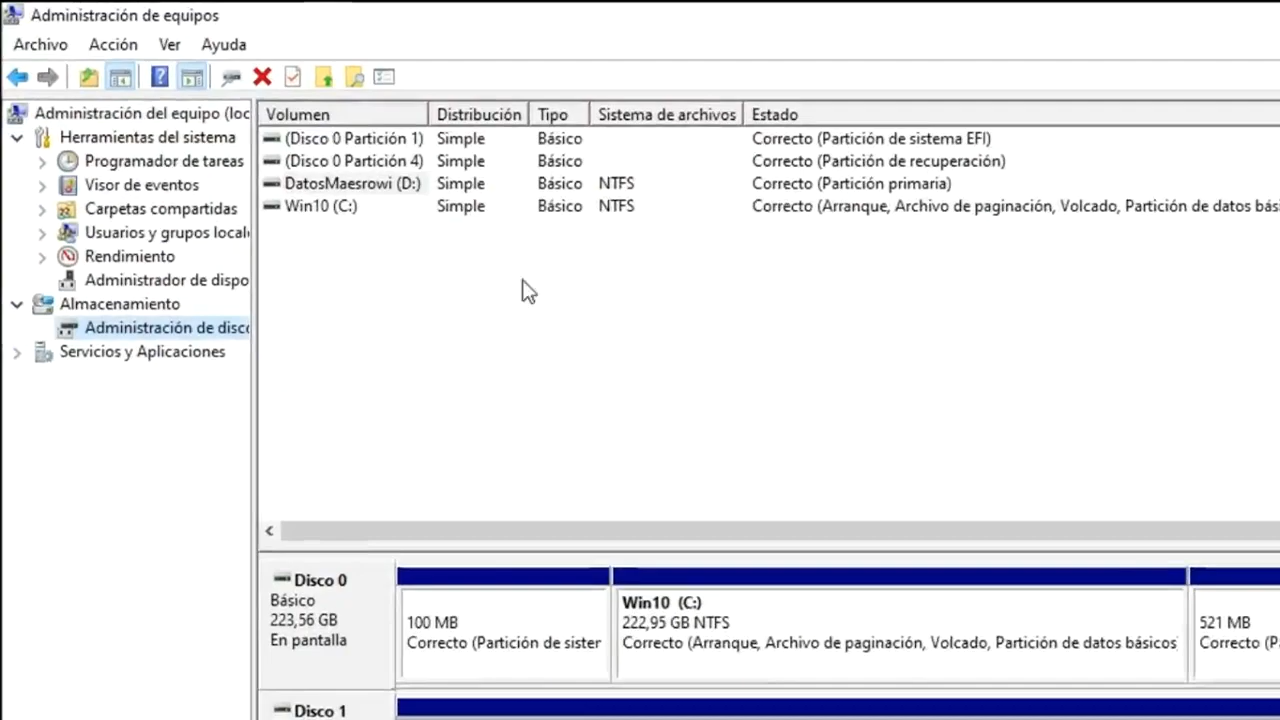 Administración de equipos
Archivo Acción Ver Ayuda
Administración del equipo (loc
Herramientas del sistema
Programador de tareas
Visor de eventos
Carpetas compartidas
Usuarios y grupos local
Rendimiento
Administrador de dispo
Almacenamiento
Administración de disc
Servicios y Aplicaciones
Volumen Distribución Tipo Sistema de archivos Estado
(Disco 0 Partición 1) Simple Básico Correcto (Partición de sistema EFI)
(Disco 0 Partición 4) Simple Básico Correcto (Partición de recuperación)
DatosMaesrowi (D:) Simple Básico NTFS Correcto (Partición primaria)
Win10 (C:) Simple Básico NTFS Correcto (Arranque, Archivo de paginación, Volcado, Partición de datos bási
Disco 0
Básico
223,56 GB
En pantalla
100 MB
Correcto (Partición de sister
Win10 (C:)
222,95 GB NTFS
Correcto (Arranque, Archivo de paginación, Volcado, Partición de datos básicos
521 MB
Correcto (P
Disco 1